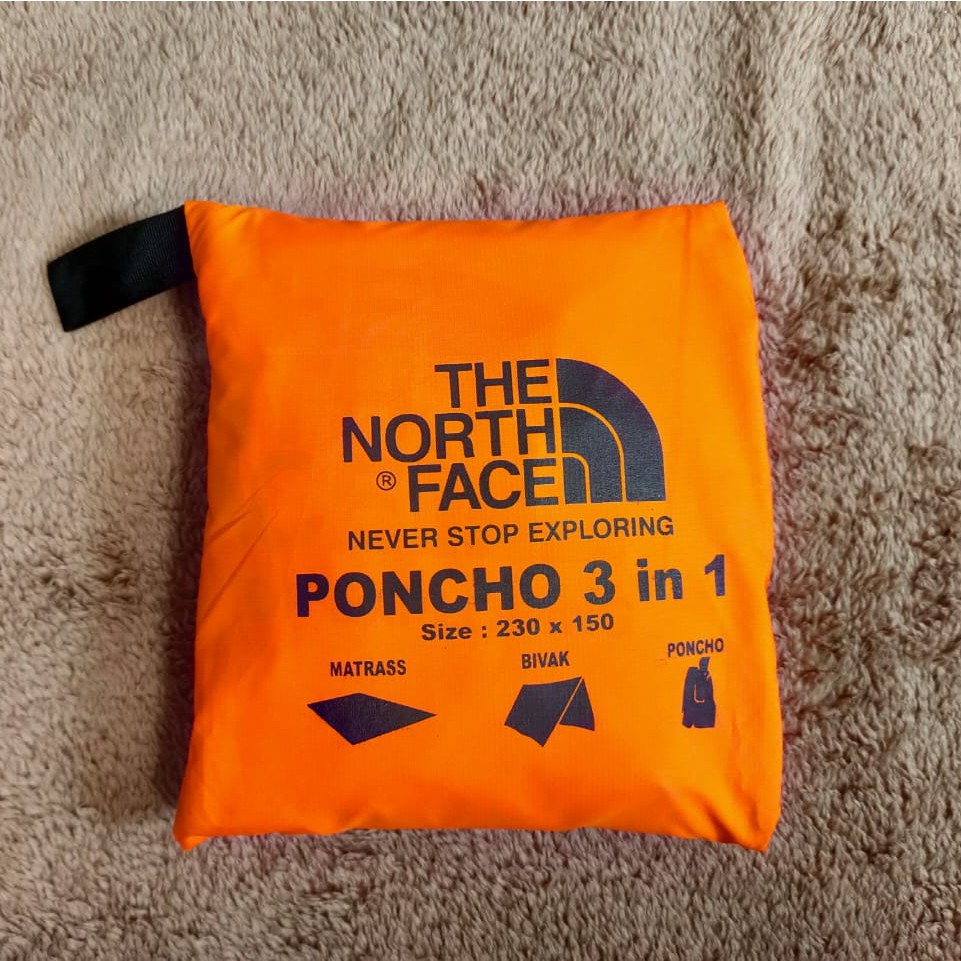 THE
NORTH
® FACE
NEVER STOP EXPLORING
PONCHO 3 in 1
Size : 230 x 150
MATRASS BIVAK PONCHO